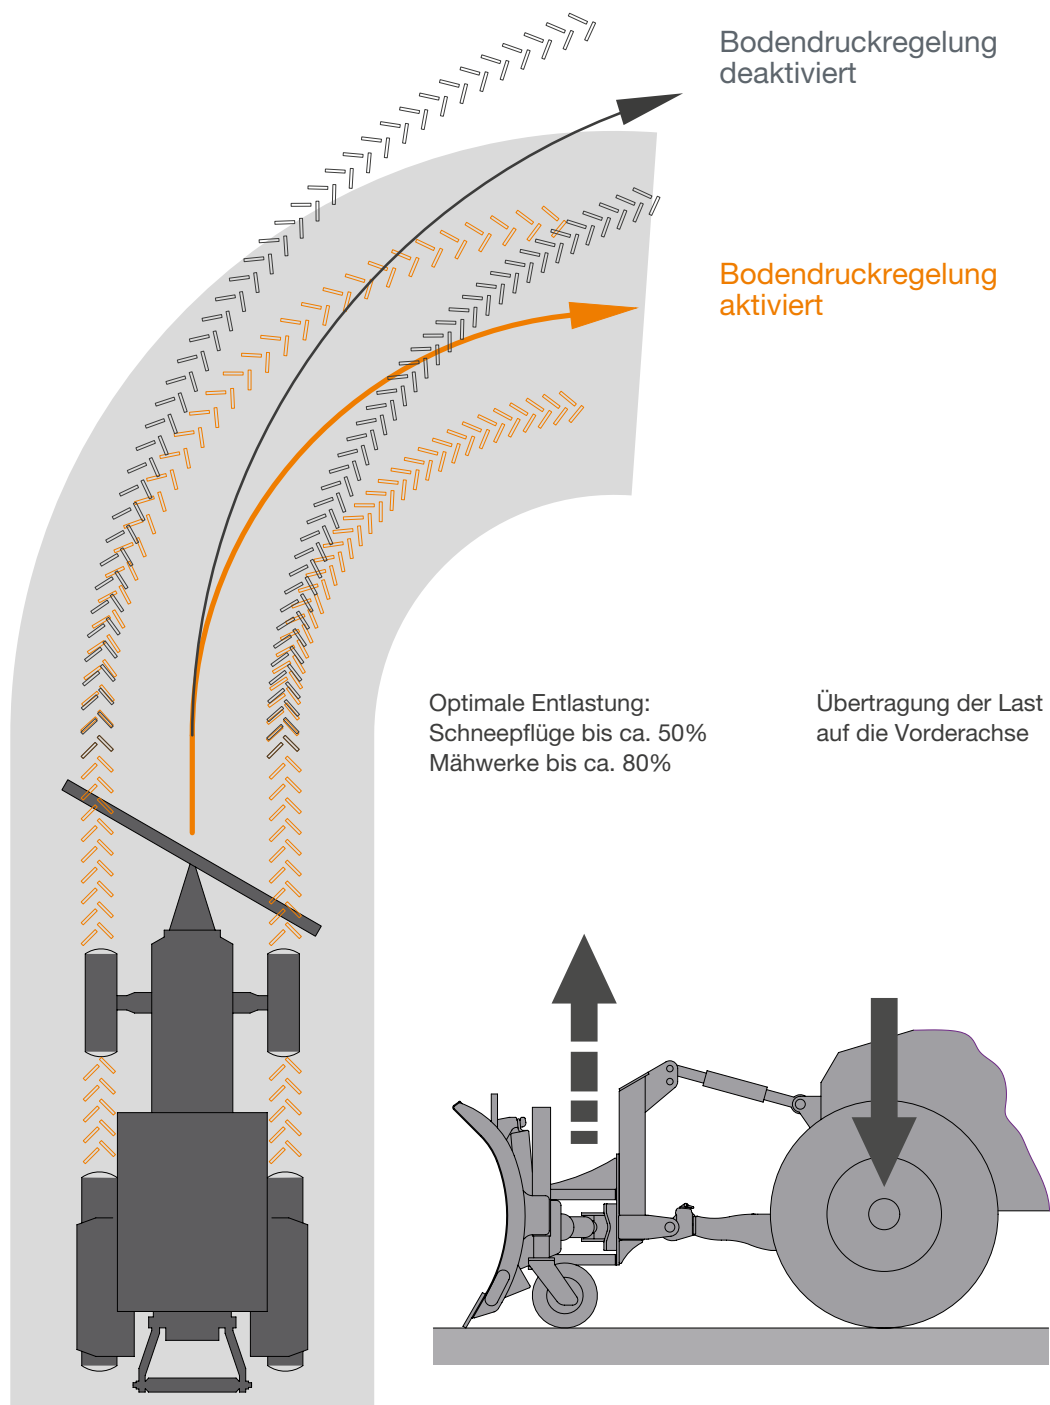 Bodendruckregelung
deaktiviert
Bodendruckregelung
aktiviert
Optimale Entlastung:
Schneepflüge bis ca. 50%
Mähwerke bis ca. 80%
Übertragung der Last
auf die Vorderachse